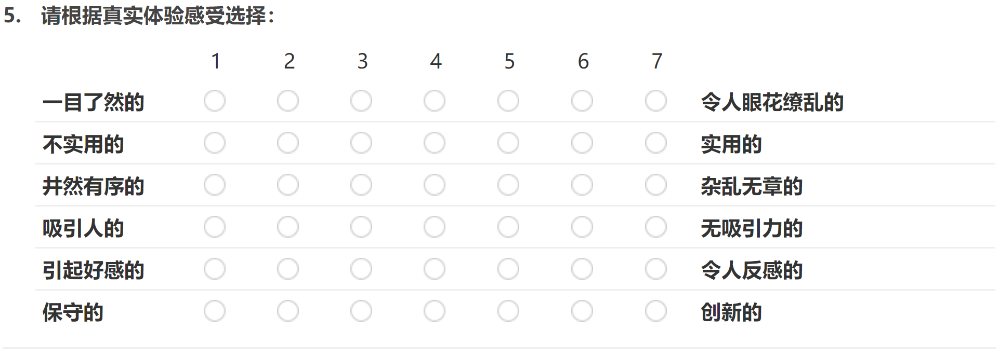 5. 请根据真实体验感受选择：
1 2 3 4 5 6 7
一目了然的 令人眼花缭乱的
不实用的 实用的
井然有序的 杂乱无章的
吸引人的 无吸引力的
引起好感的 令人反感的
保守的 创新的